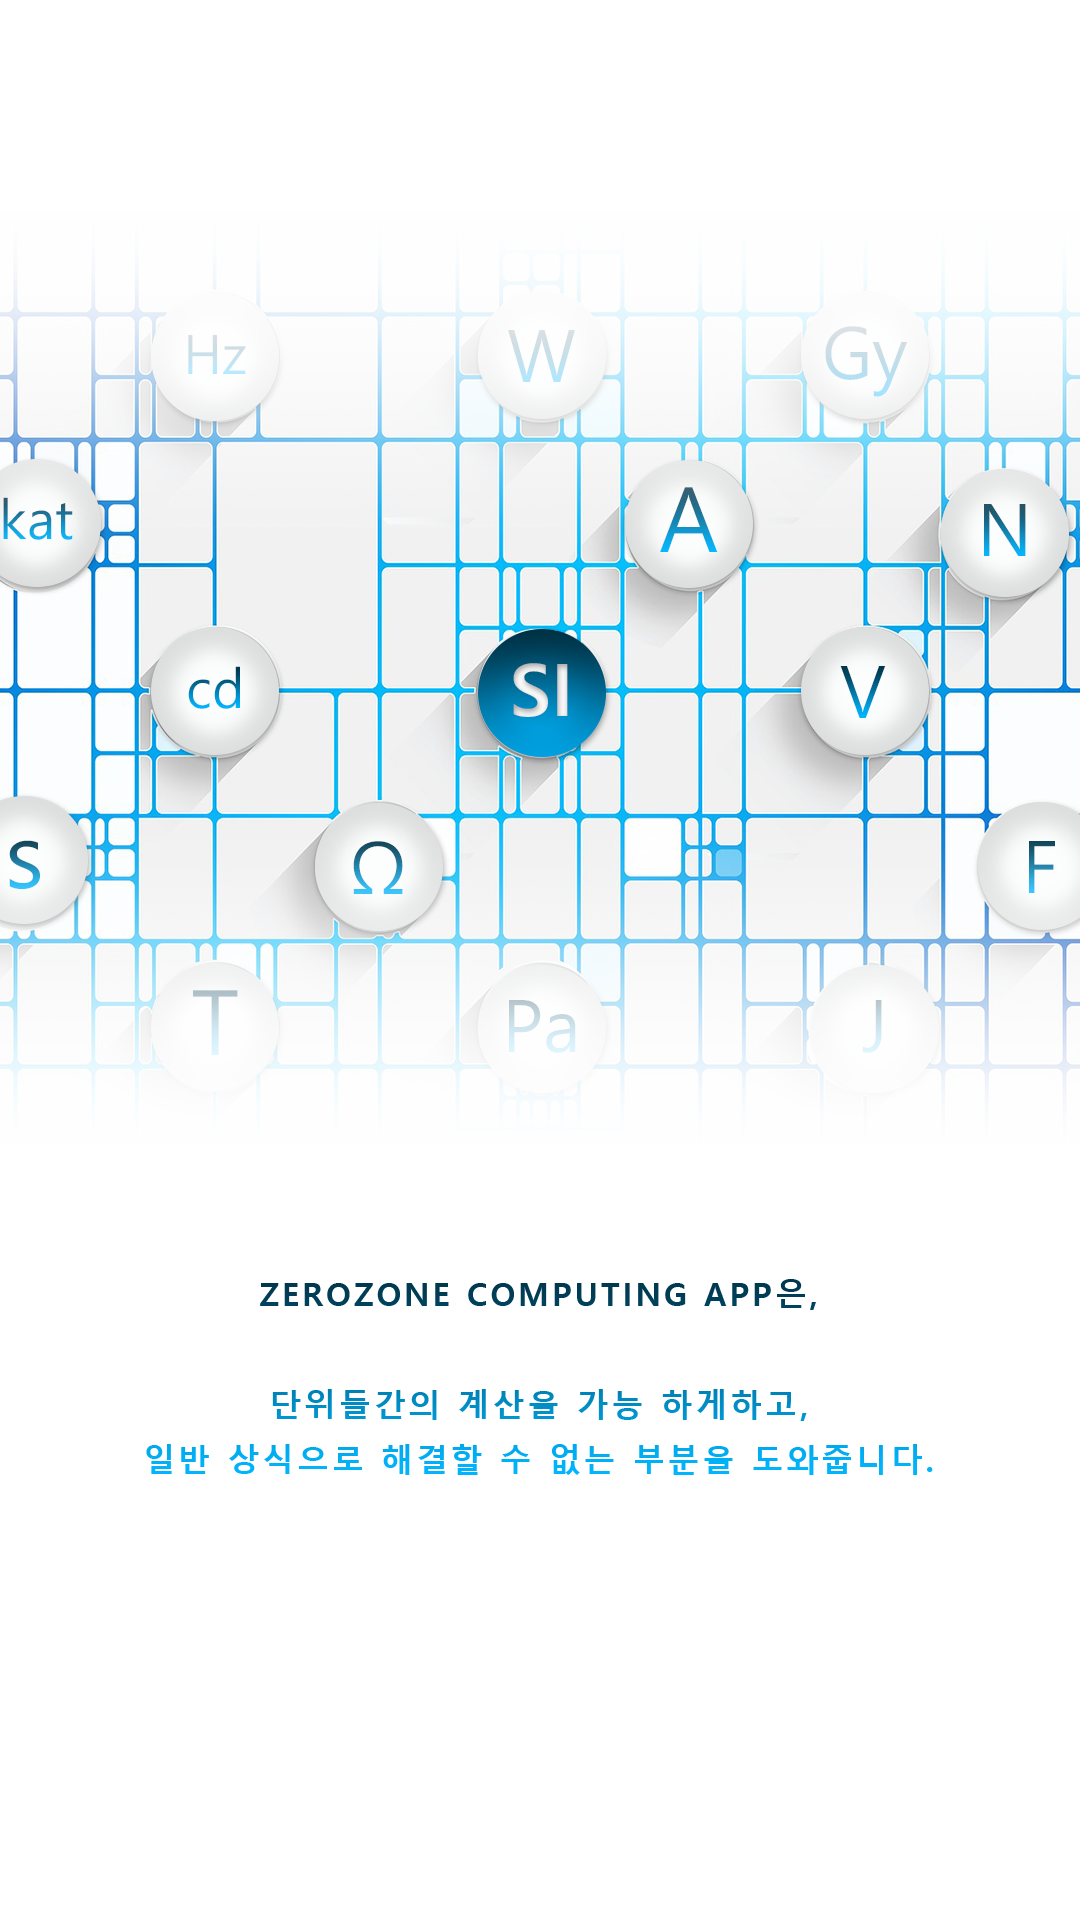 Hz
W
Gy
kat
A
N
cd
SI
V
S
Ω
F
T
Pa
J
ZEROZONE COMPUTING APP은,
단위들간의 계산을 가능 하게하고,
일반 상식으로 해결할 수 없는 부분을 도와줍니다.